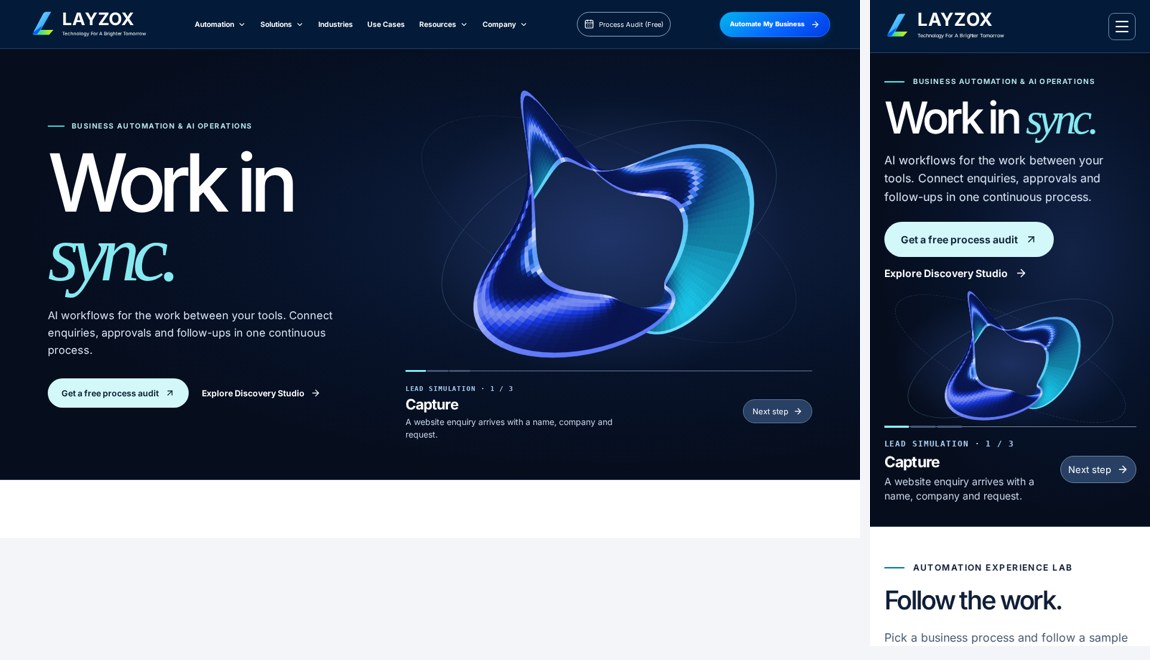 LAYZOX
Technology For A Brighter Tomorrow
Automation
Solutions
Industries
Use Cases
Resources
Company
Process Audit (Free)
Automate My Business
BUSINESS AUTOMATION & AI OPERATIONS
Work in
sync.
AI workflows for the work between your tools. Connect
enquiries, approvals and follow-ups in one continuous
process.
Get a free process audit
Explore Discovery Studio
LEAD SIMULATION · 1 / 3
Capture
A website enquiry arrives with a name, company and
request.
Next step
LAYZOX
Technology For A Brighter Tomorrow
BUSINESS AUTOMATION & AI OPERATIONS
Work in sync.
AI workflows for the work between your
tools. Connect enquiries, approvals and
follow-ups in one continuous process.
Get a free process audit
Explore Discovery Studio
LEAD SIMULATION · 1 / 3
Capture
A website enquiry arrives with a
name, company and request.
Next step
AUTOMATION EXPERIENCE LAB
Follow the work.
Pick a business process and follow a sample